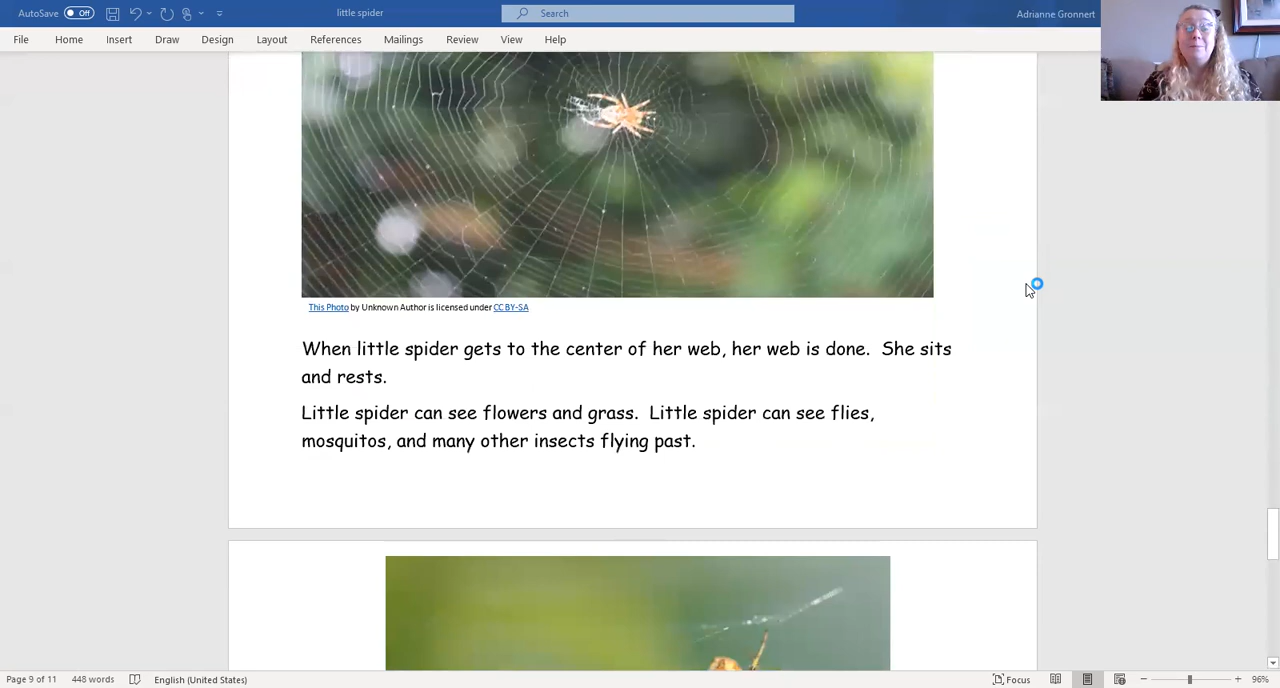 AutoSave Off little spider Search Adrianne Gronnert
File Home Insert Draw Design Layout References Mailings Review View Help
This Photo by Unknown Author is licensed under CC BY-SA
When little spider gets to the center of her web, her web is done. She sits
and rests.
Little spider can see flowers and grass. Little spider can see flies,
mosquitos, and many other insects flying past.
Page 9 of 11 448 words English (United States) Focus 96%